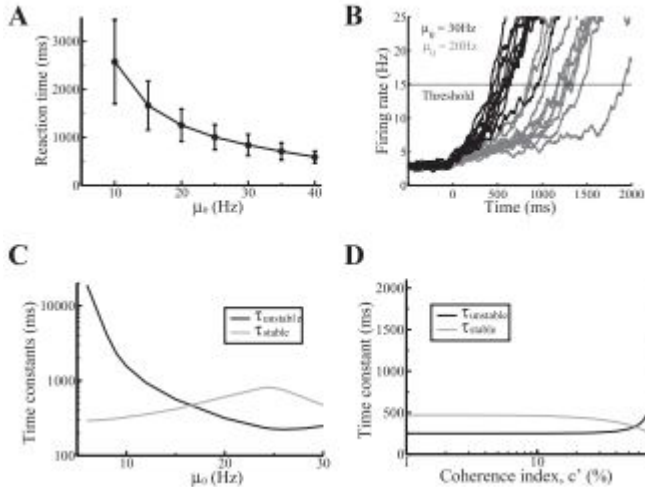 A
Reaction time (ms)
3000
2000
1000
0
10 20 30 40
μ₀ (Hz)
B
Firing rate (Hz)
25
20
15
10
5
0
μ₀ = 30Hz
μ₀ = 20Hz
Threshold
0 500 1000 1500 2000
Time (ms)
C
Time constants (ms)
10000
1000
100
τunstable
τstable
10 20 30
μ₀ (Hz)
D
Time constant (ms)
2000
1500
1000
500
0
τunstable
τstable
1 10
Coherence index, c' (%)